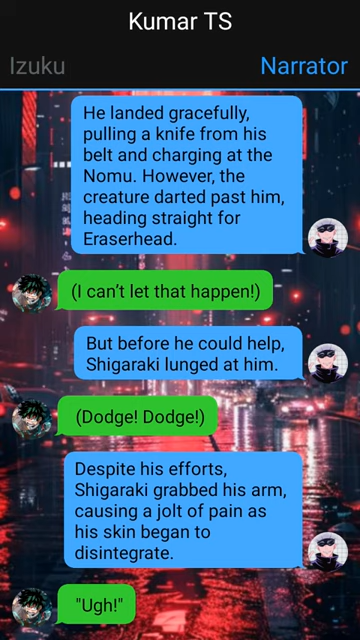 Kumar TS
Izuku
Narrator
He landed gracefully,
pulling a knife from his
belt and charging at the
Nomu. However, the
creature darted past him,
heading straight for
Eraserhead.
(I can't let that happen!)
But before he could help,
Shigaraki lunged at him.
(Dodge! Dodge!)
Despite his efforts,
Shigaraki grabbed his arm,
causing a jolt of pain as
his skin began to
disintegrate.
"Ugh!"